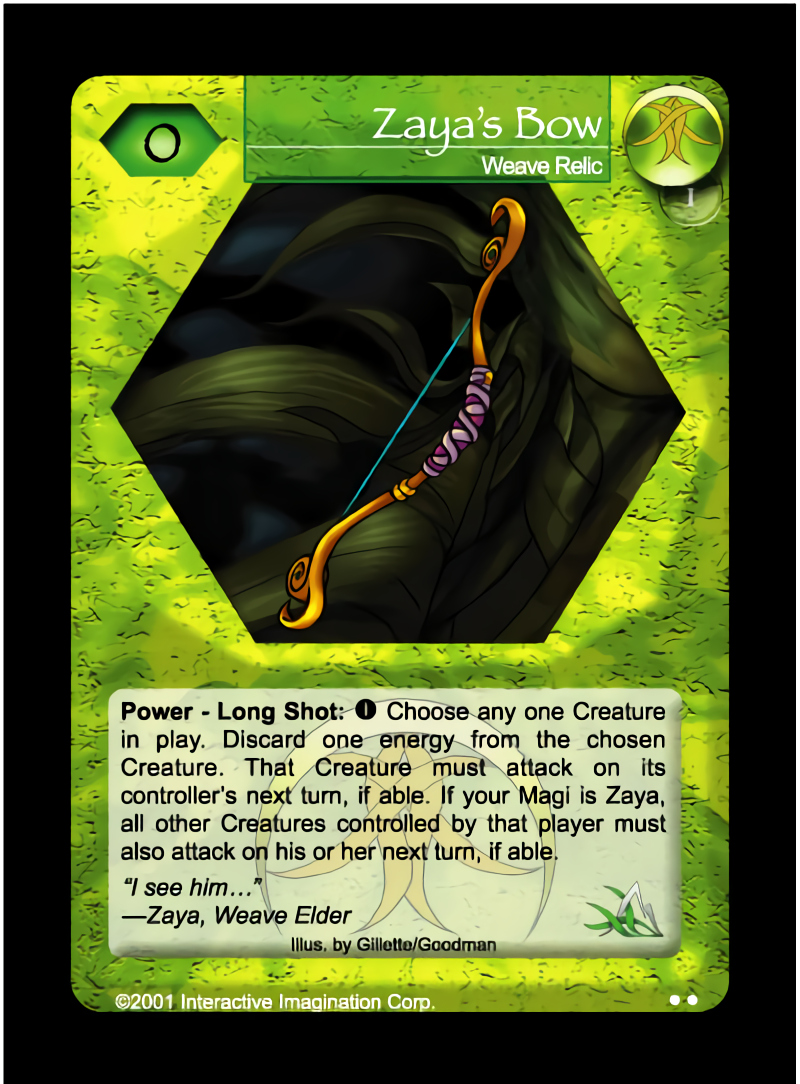 0
Zaya's Bow
Weave Relic
I
Power - Long Shot: 1 Choose any one Creature
in play. Discard one energy from the chosen
Creature. That Creature must attack on its
controller's next turn, if able. If your Magi is Zaya,
all other Creatures controlled by that player must
also attack on his or her next turn, if able.
"I see him…"
—Zaya, Weave Elder
Illus. by Gillette/Goodman
©2001 Interactive Imagination Corp.